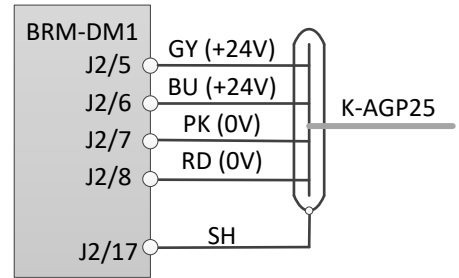 BRM-DM1
J2/5 GY (+24V)
J2/6 BU (+24V)
K-AGP25
J2/7 PK (0V)
J2/8 RD (0V)
J2/17 SH